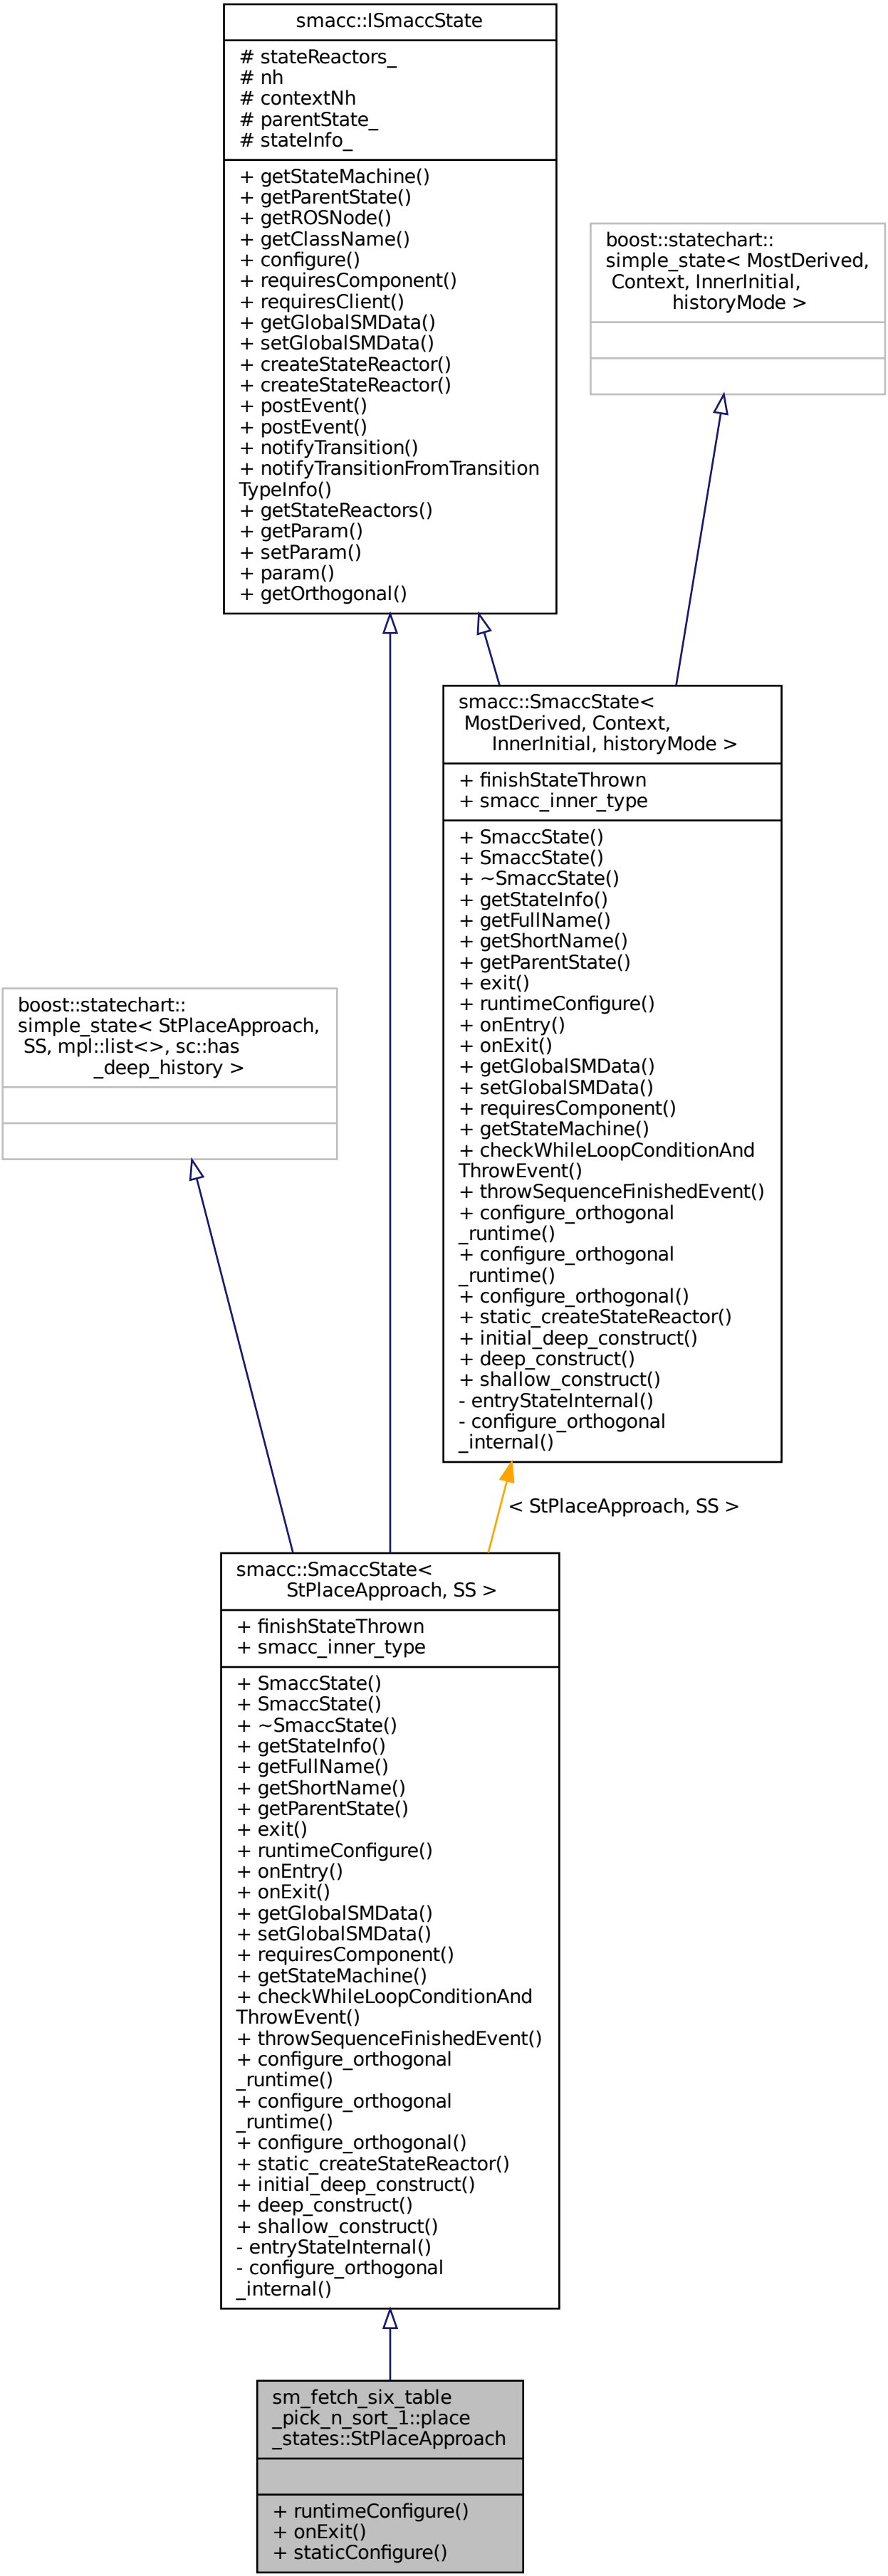 smacc::ISmaccState
# stateReactors_
# nh
# contextNh
# parentState_
# stateInfo_
+ getStateMachine()
+ getParentState()
+ getROSNode()
+ getClassName()
+ configure()
+ requiresComponent()
+ requiresClient()
+ getGlobalSMData()
+ setGlobalSMData()
+ createStateReactor()
+ createStateReactor()
+ postEvent()
+ postEvent()
+ notifyTransition()
+ notifyTransitionFromTransition
TypeInfo()
+ getStateReactors()
+ getParam()
+ setParam()
+ param()
+ getOrthogonal()
boost::statechart::
simple_state< MostDerived,
Context, InnerInitial,
historyMode >
smacc::SmaccState<
MostDerived, Context,
InnerInitial, historyMode >
+ finishStateThrown
+ smacc_inner_type
+ SmaccState()
+ SmaccState()
+ ~SmaccState()
+ getStateInfo()
+ getFullName()
+ getShortName()
+ getParentState()
+ exit()
+ runtimeConfigure()
+ onEntry()
+ onExit()
+ getGlobalSMData()
+ setGlobalSMData()
+ requiresComponent()
+ getStateMachine()
+ checkWhileLoopConditionAnd
ThrowEvent()
+ throwSequenceFinishedEvent()
+ configure_orthogonal
_runtime()
+ configure_orthogonal
_runtime()
+ configure_orthogonal()
+ static_createStateReactor()
+ initial_deep_construct()
+ deep_construct()
+ shallow_construct()
- entryStateInternal()
- configure_orthogonal
_internal()
boost::statechart::
simple_state< StPlaceApproach,
SS, mpl::list<>, sc::has
_deep_history >
< StPlaceApproach, SS >
smacc::SmaccState<
StPlaceApproach, SS >
+ finishStateThrown
+ smacc_inner_type
+ SmaccState()
+ SmaccState()
+ ~SmaccState()
+ getStateInfo()
+ getFullName()
+ getShortName()
+ getParentState()
+ exit()
+ runtimeConfigure()
+ onEntry()
+ onExit()
+ getGlobalSMData()
+ setGlobalSMData()
+ requiresComponent()
+ getStateMachine()
+ checkWhileLoopConditionAnd
ThrowEvent()
+ throwSequenceFinishedEvent()
+ configure_orthogonal
_runtime()
+ configure_orthogonal
_runtime()
+ configure_orthogonal()
+ static_createStateReactor()
+ initial_deep_construct()
+ deep_construct()
+ shallow_construct()
- entryStateInternal()
- configure_orthogonal
_internal()
sm_fetch_six_table
_pick_n_sort_1::place
_states::StPlaceApproach
+ runtimeConfigure()
+ onExit()
+ staticConfigure()